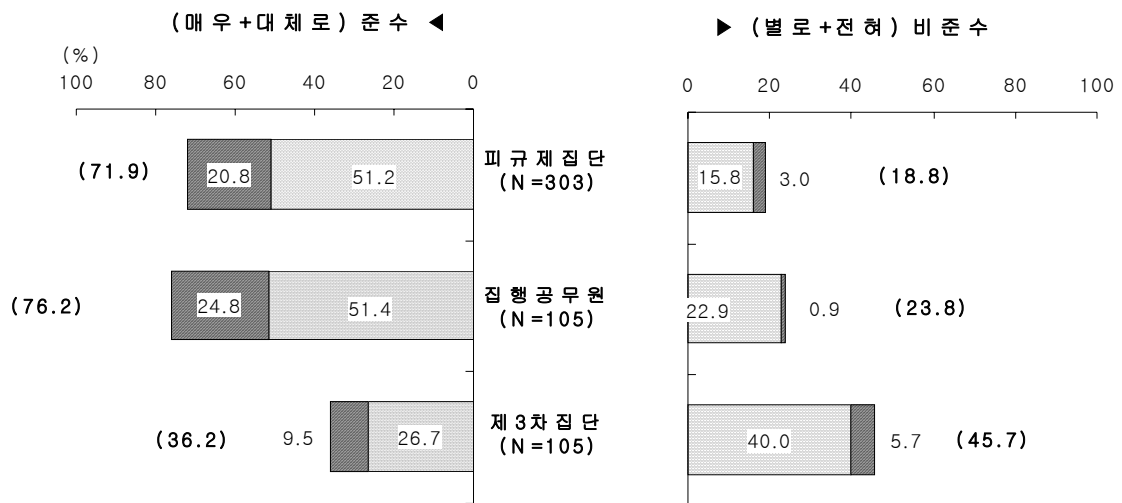 (매우+대체로) 준수 ◀
▶ (별로+전혀) 비준수
(%)
100 80 60 40 20 0
0 20 40 60 80 100
(71.9) 20.8 51.2
피규제집단
(N=303)
15.8 3.0 (18.8)
(76.2) 24.8 51.4
집행공무원
(N=105)
22.9 0.9 (23.8)
(36.2) 9.5 26.7
제3차집단
(N=105)
40.0 5.7 (45.7)